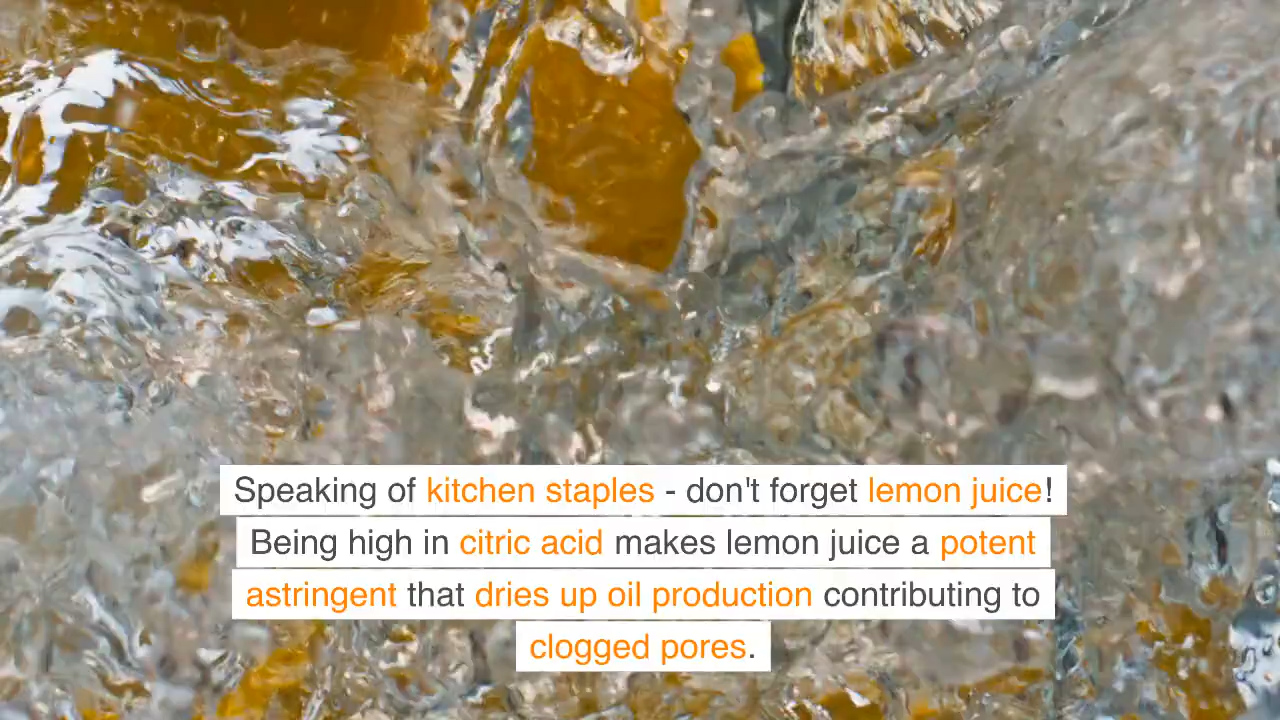 Speaking of kitchen staples - don't forget lemon juice!
Being high in citric acid makes lemon juice a potent
astringent that dries up oil production contributing to
clogged pores.